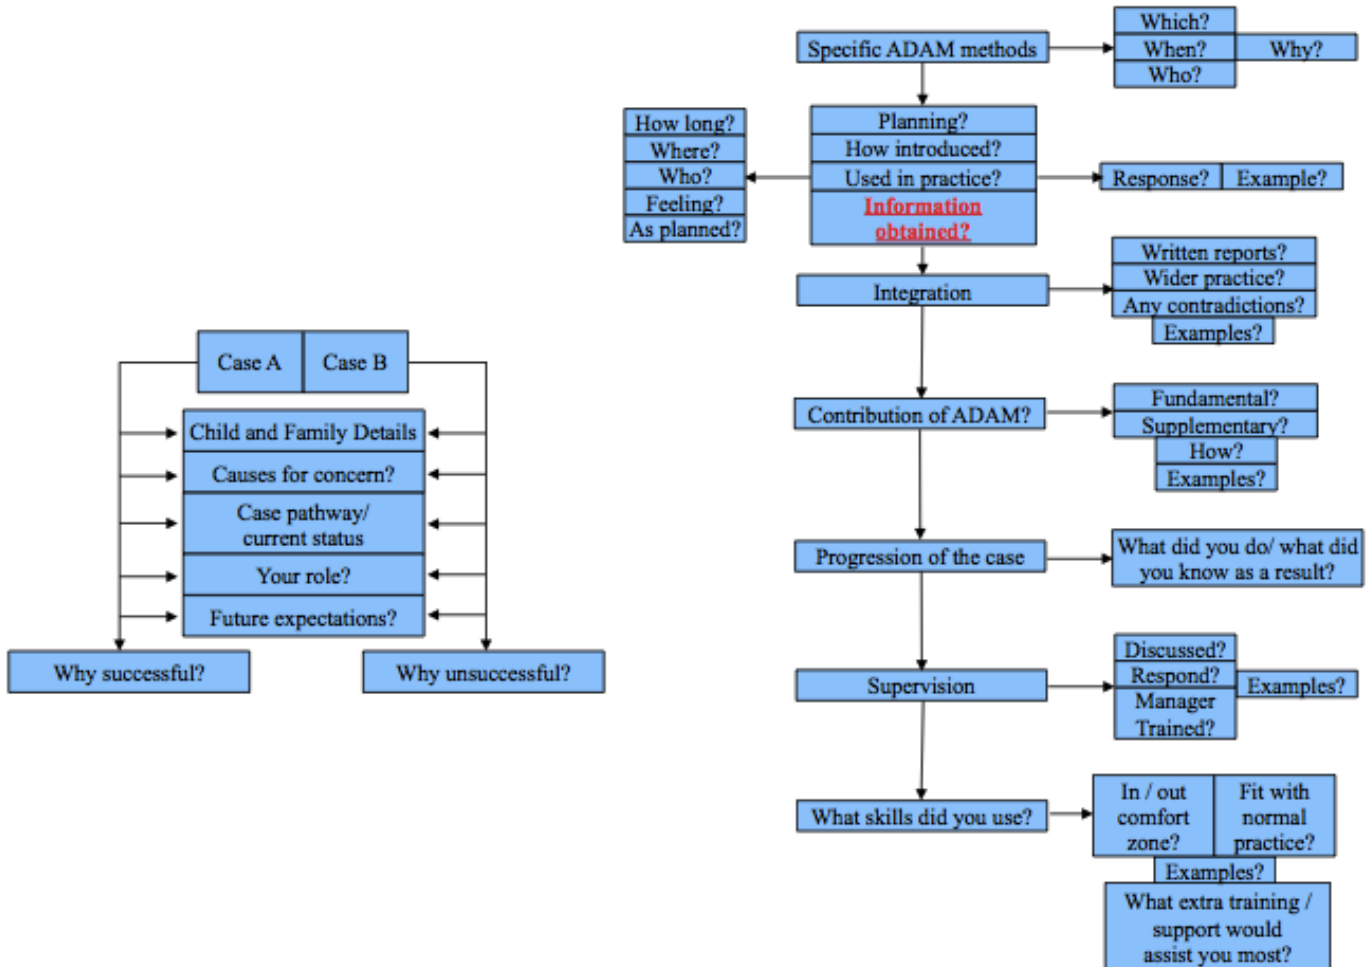 Case A
Case B
Child and Family Details
Causes for concern?
Case pathway/
current status
Your role?
Future expectations?
Why successful?
Why unsuccessful?
Specific ADAM methods
Which?
When?
Who?
Why?
Planning?
How introduced?
Used in practice?
Information
obtained?
How long?
Where?
Who?
Feeling?
As planned?
Response?
Example?
Integration
Written reports?
Wider practice?
Any contradictions?
Examples?
Contribution of ADAM?
Fundamental?
Supplementary?
How?
Examples?
Progression of the case
What did you do/ what did
you know as a result?
Supervision
Discussed?
Respond?
Manager
Trained?
Examples?
What skills did you use?
In / out
comfort
zone?
Fit with
normal
practice?
Examples?
What extra training /
support would
assist you most?